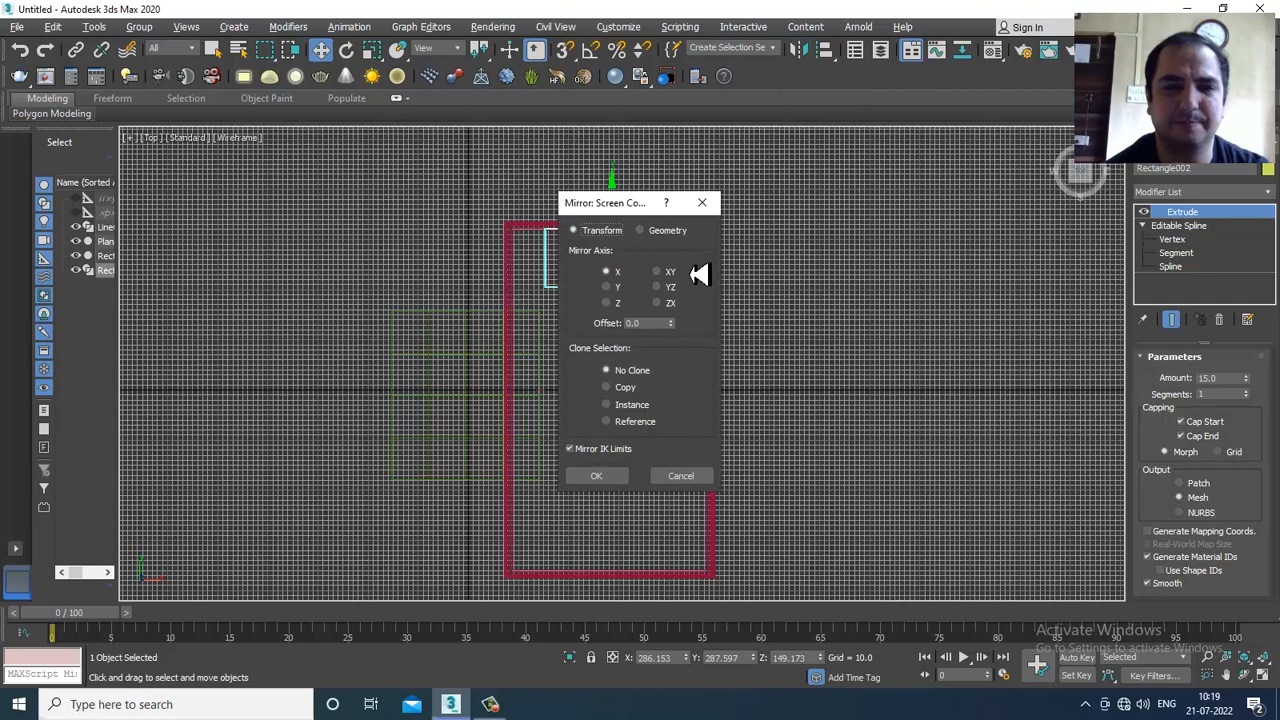 Untitled - Autodesk 3ds Max 2020
File Edit Tools Group Views Create Modifiers Animation Graph Editors Rendering Civil View Customize Scripting Interactive Content Arnold Help
Sign In
All
View
Create Selection Se
Modeling Freeform Selection Object Paint Populate
Polygon Modeling
[+] [Top] [Standard] [Wireframe]
Select
Name (Sorted A
Line
Plan
Rect
Rect
Mirror: Screen Co... ?
Transform Geometry
Mirror Axis:
X XY
Y YZ
Z ZX
Offset: 0.0
Clone Selection:
No Clone
Copy
Instance
Reference
Mirror IK Limits
OK Cancel
Rectangle002
Modifier List
Extrude
Editable Spline
Vertex
Segment
Spline
Parameters
Amount: 15.0
Segments: 1
Capping
Cap Start
Cap End
Morph Grid
Output
Patch
Mesh
NURBS
Generate Mapping Coords.
Real-World Map Size
Generate Material IDs
Use Shape IDs
Smooth
0 / 100
0 5 10 15 20 25 30 35 40 45 50 55 60 65 70 75 80 85 90 95 100
Activate Windows
Go to Settings to activate Windows.
MAXScript Mi
1 Object Selected
Click and drag to select and move objects
X: 286.153 Y: 287.597 Z: 149.173 Grid = 10.0
Add Time Tag
0
Auto Key Selected
Set Key Key Filters...
Type here to search
ENG
10:19
21-07-2022
2